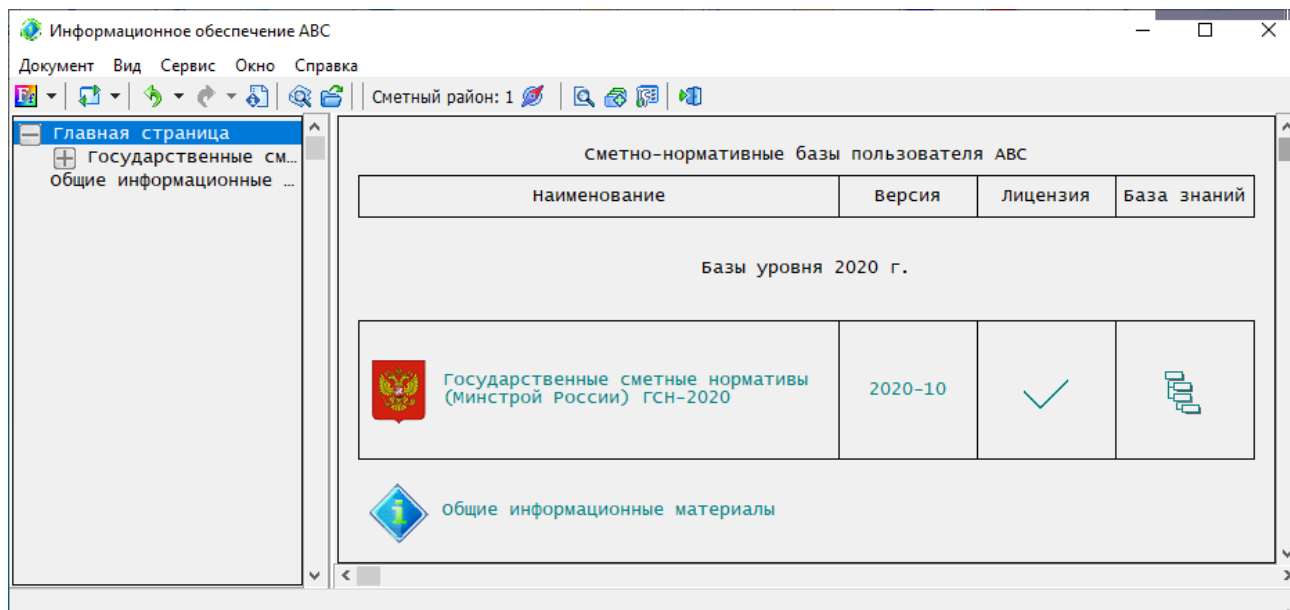 Информационное обеспечение АВС
Документ Вид Сервис Окно Справка
Сметный район: 1
Главная страница
Государственные см...
Общие информационные ...
Сметно-нормативные базы пользователя АВС
Наименование Версия Лицензия База знаний
Базы уровня 2020 г.
Государственные сметные нормативы
(Минстрой России) ГСН-2020
2020-10
Общие информационные материалы